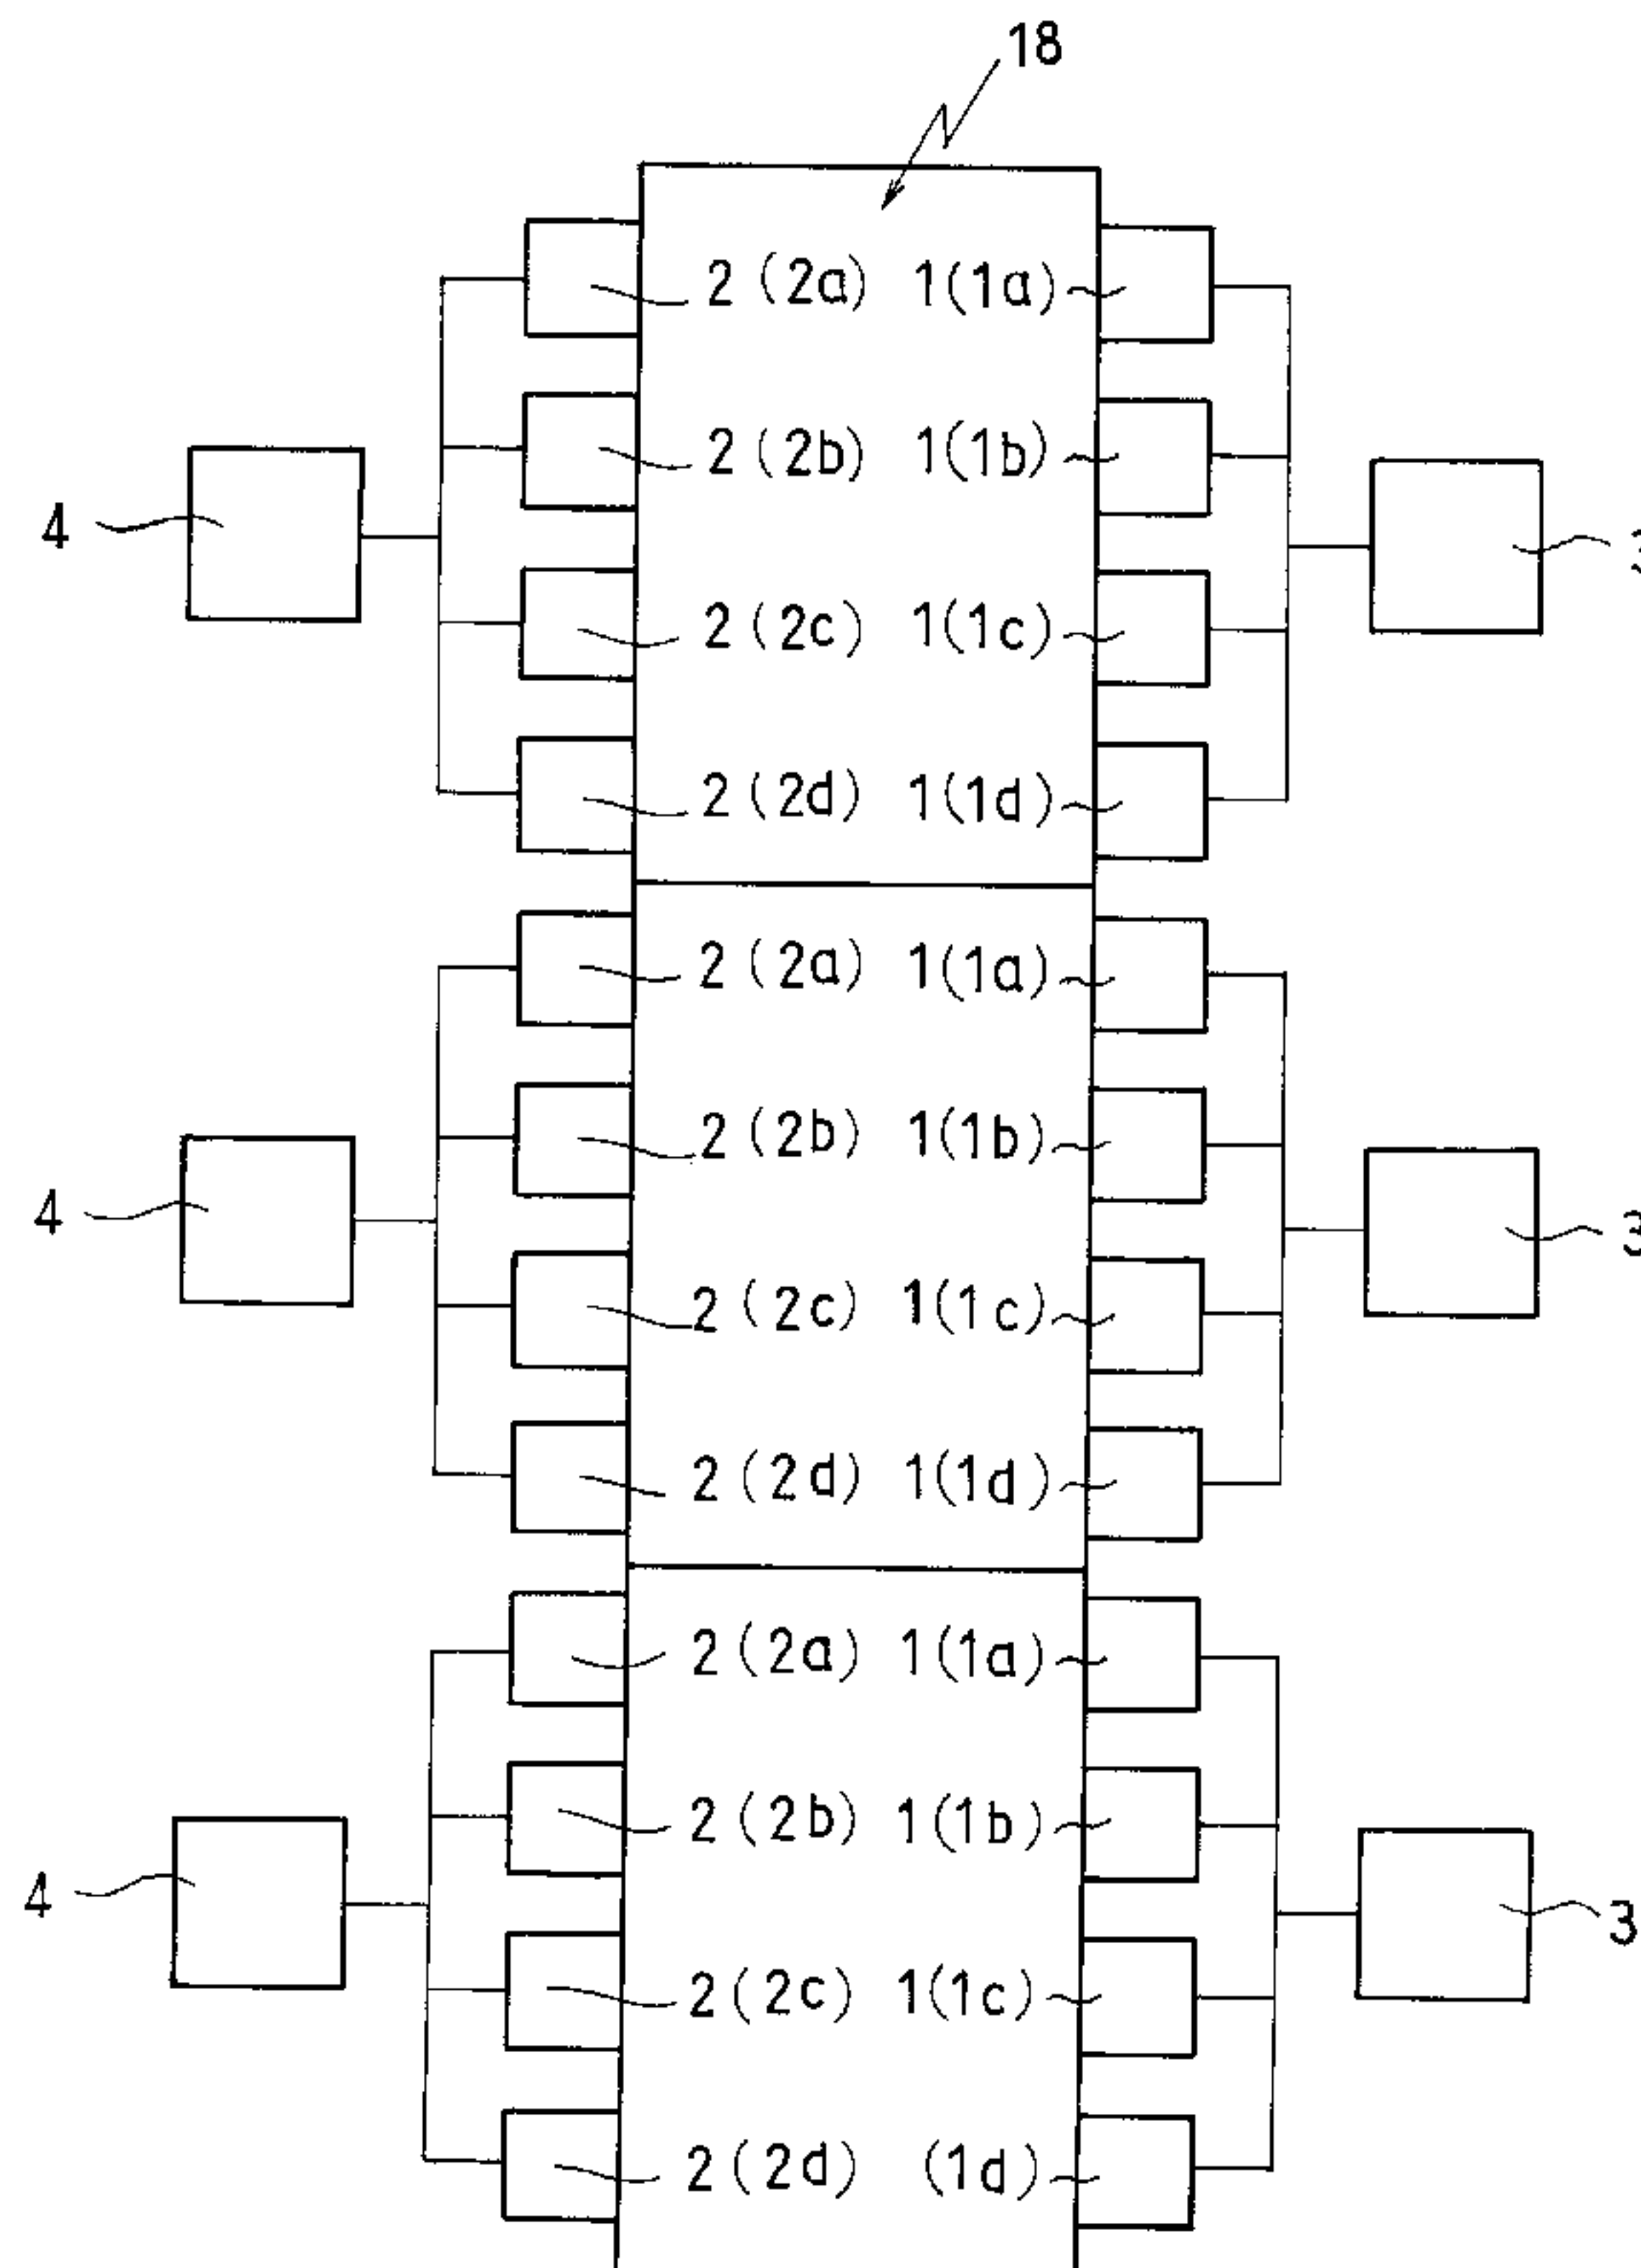 18
2 (2a) 1(1a)
2 (2b) 1(1b)
4
2 (2c) 1(1c)
2 (2d) 1(1d)
2 (2a) 1(1a)
2 (2b) 1(1b)
4 3
2 (2c) 1(1c)
2 (2d) 1(1d)
2 (2a) 1(1a)
2 (2b) 1(1b)
4 3
2 (2c) 1(1c)
2 (2d) (1d)